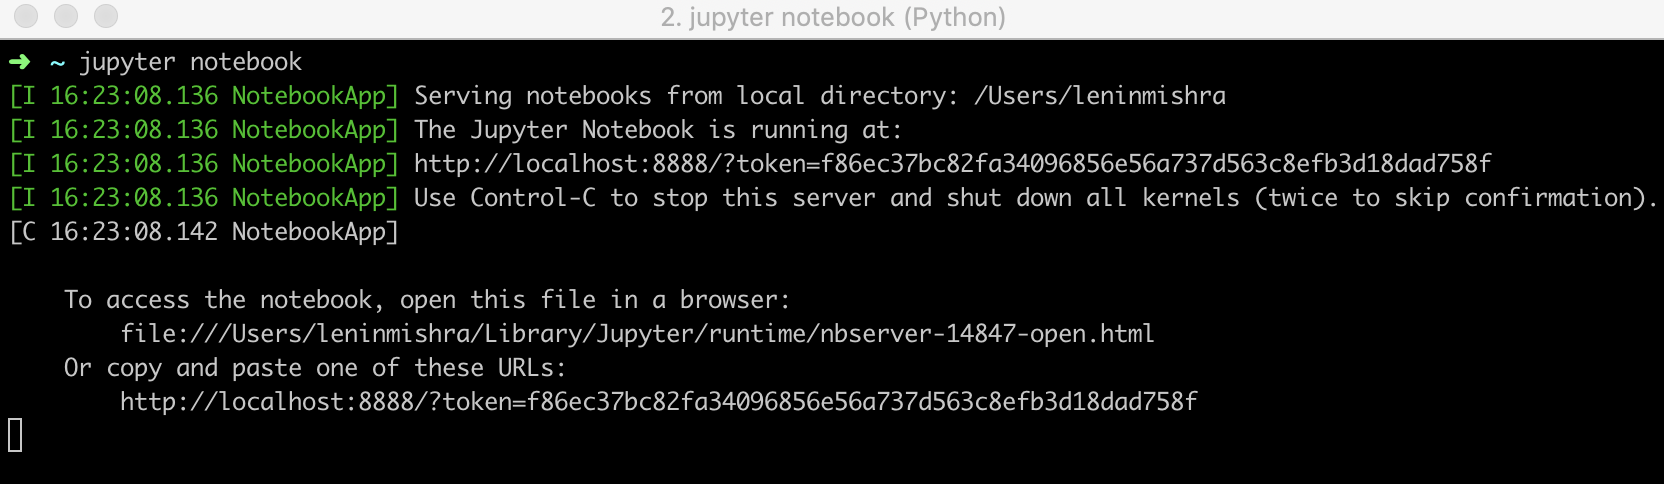 2. jupyter notebook (Python)
➜ ~ jupyter notebook
[I 16:23:08.136 NotebookApp] Serving notebooks from local directory: /Users/leninmishra
[I 16:23:08.136 NotebookApp] The Jupyter Notebook is running at:
[I 16:23:08.136 NotebookApp] http://localhost:8888/?token=f86ec37bc82fa34096856e56a737d563c8efb3d18dad758f
[I 16:23:08.136 NotebookApp] Use Control-C to stop this server and shut down all kernels (twice to skip confirmation).
[C 16:23:08.142 NotebookApp]
To access the notebook, open this file in a browser:
file:///Users/leninmishra/Library/Jupyter/runtime/nbserver-14847-open.html
Or copy and paste one of these URLs:
http://localhost:8888/?token=f86ec37bc82fa34096856e56a737d563c8efb3d18dad758f